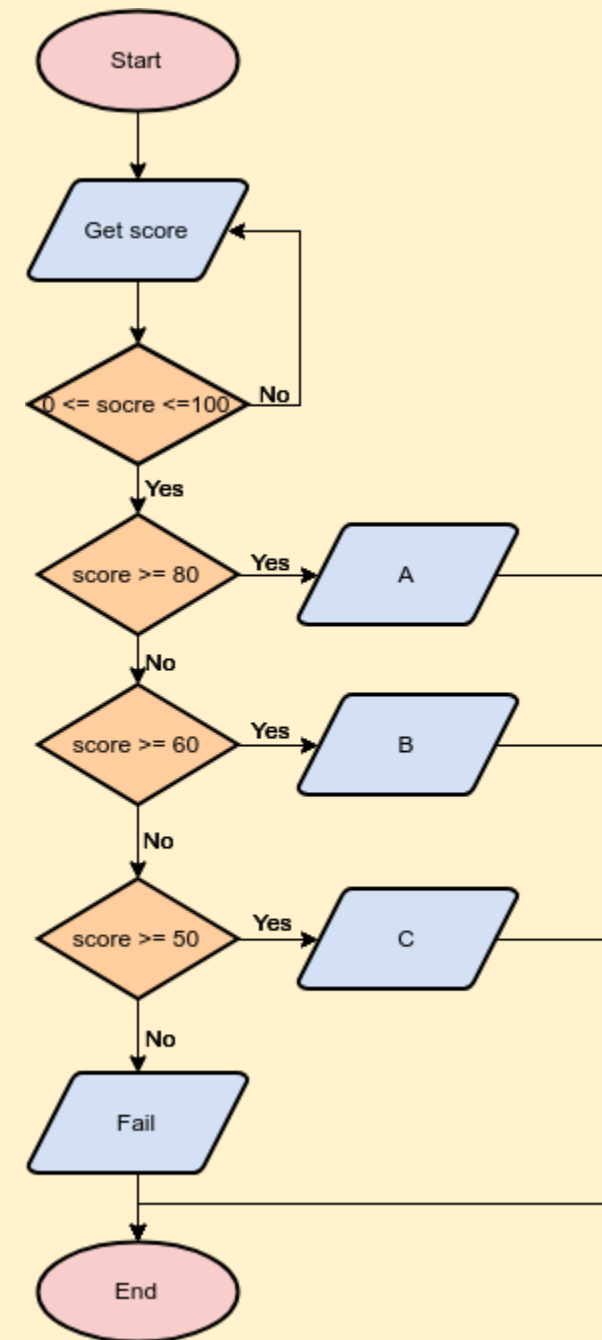 Start
Get score
0 <= socre <=100
No
Yes
score >= 80
Yes
A
No
score >= 60
Yes
B
No
score >= 50
Yes
C
No
Fail
End